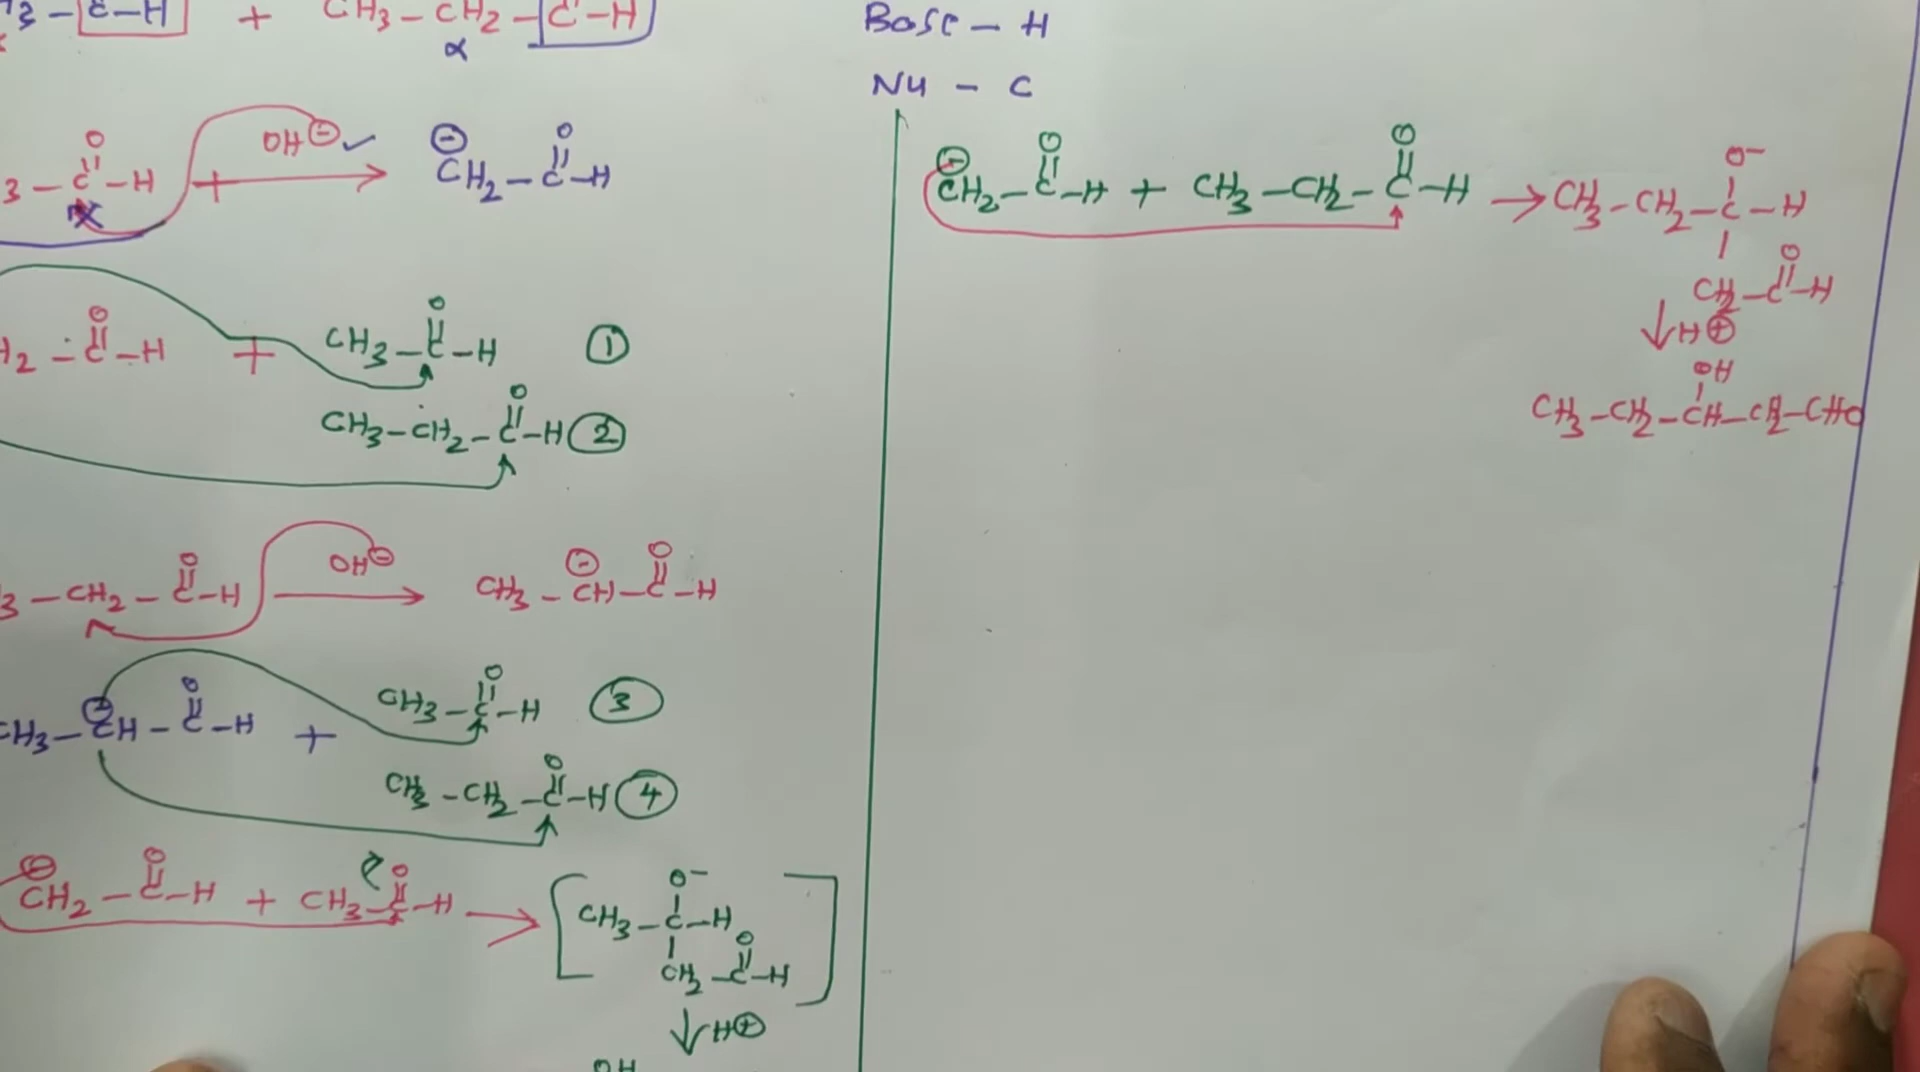 3 – C – H + CH3 – CH2 – C – H
α
O O
3 – C – H + OH⊖ ✓ → ⊖CH2 – C – H
O O
H2 – C – H + CH3 – C – H ①
O
CH3 – CH2 – C – H ②
O O
3 – CH2 – C – H OH⊖ → CH3 – ⊖CH – C – H
O O
CH3 – ⊖CH – C – H + CH3 – C – H ③
O
CH3 – CH2 – C – H ④
O O O-
⊖CH2 – C – H + CH3 – C – H → [CH3 – C – H
O
CH2 – C – H]
↓ H⊕
OH
Base – H
Nu – C
O O O-
⊖CH2 – C – H + CH3 – CH2 – C – H → CH3 – CH2 – C – H
O
CH2 – C – H
↓ H⊕
OH
CH3 – CH2 – CH – CH2 – CHO